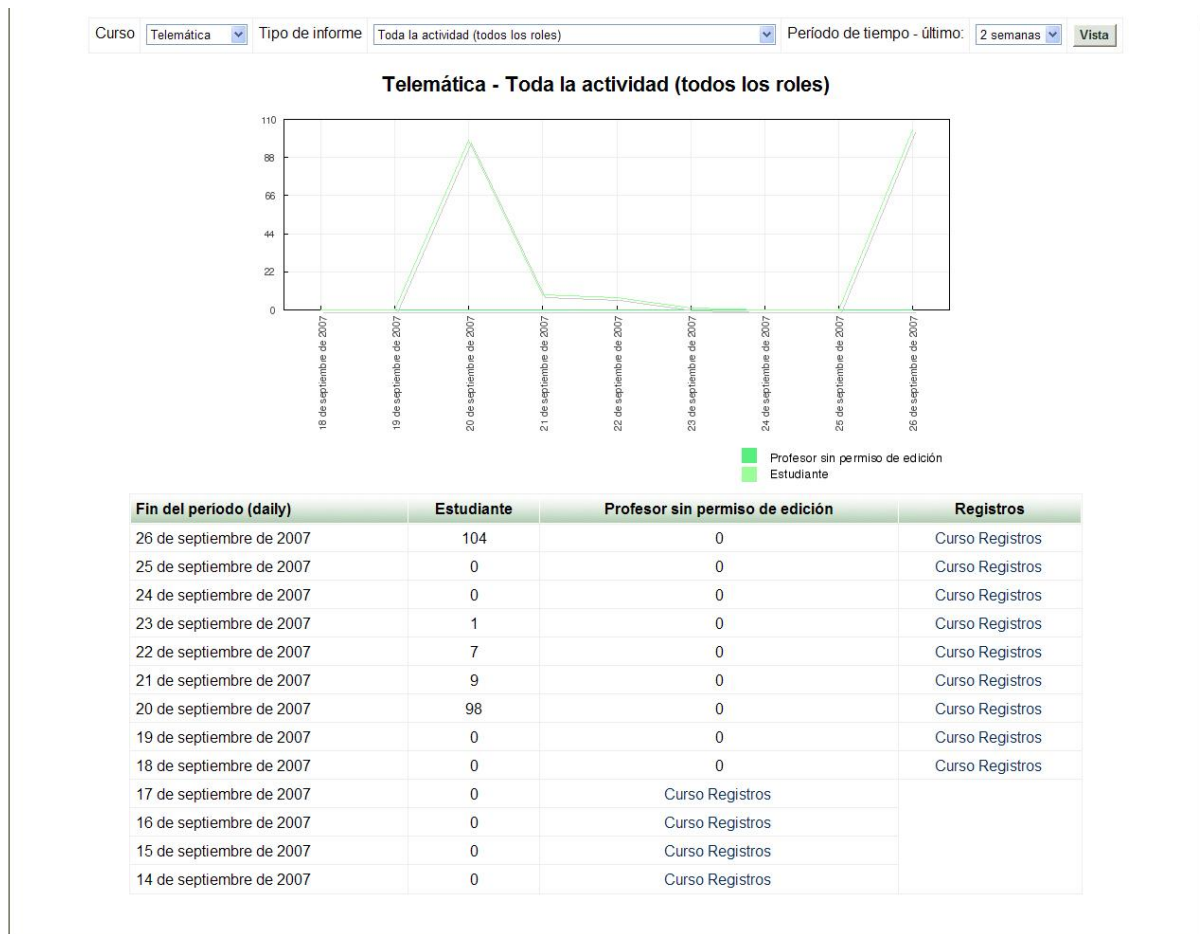 Curso Telemática Tipo de informe Toda la actividad (todos los roles) Período de tiempo - último: 2 semanas Vista
Telemática - Toda la actividad (todos los roles)
110
88
66
44
22
0
18 de septiembre de 2007
19 de septiembre de 2007
20 de septiembre de 2007
21 de septiembre de 2007
22 de septiembre de 2007
23 de septiembre de 2007
24 de septiembre de 2007
25 de septiembre de 2007
26 de septiembre de 2007
Profesor sin permiso de edición
Estudiante
Fin del periodo (daily) Estudiante Profesor sin permiso de edición Registros
26 de septiembre de 2007 104 0 Curso Registros
25 de septiembre de 2007 0 0 Curso Registros
24 de septiembre de 2007 0 0 Curso Registros
23 de septiembre de 2007 1 0 Curso Registros
22 de septiembre de 2007 7 0 Curso Registros
21 de septiembre de 2007 9 0 Curso Registros
20 de septiembre de 2007 98 0 Curso Registros
19 de septiembre de 2007 0 0 Curso Registros
18 de septiembre de 2007 0 0 Curso Registros
17 de septiembre de 2007 0 Curso Registros
16 de septiembre de 2007 0 Curso Registros
15 de septiembre de 2007 0 Curso Registros
14 de septiembre de 2007 0 Curso Registros